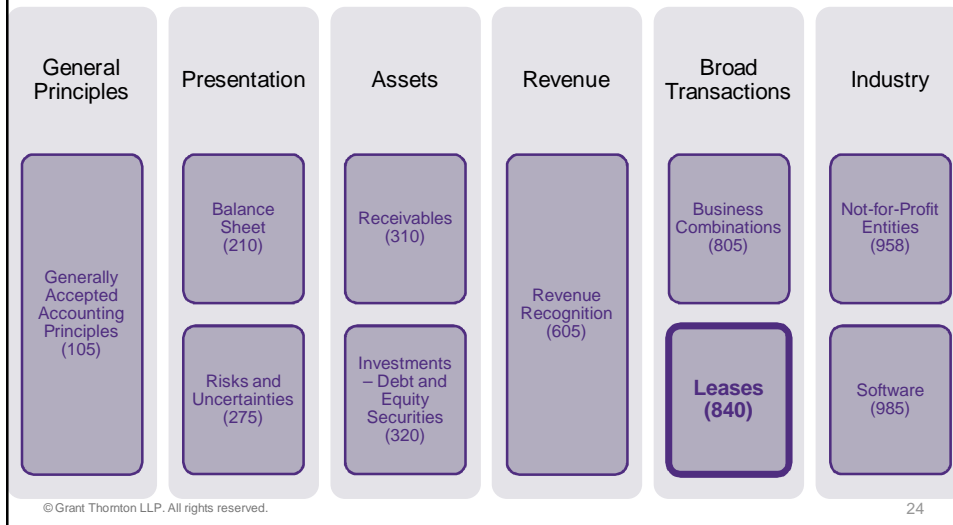 General
Principles
Presentation
Assets
Revenue
Broad
Transactions
Industry
Generally
Accepted
Accounting
Principles
(105)
Balance
Sheet
(210)
Risks and
Uncertainties
(275)
Receivables
(310)
Investments
– Debt and
Equity
Securities
(320)
Revenue
Recognition
(605)
Business
Combinations
(805)
Leases
(840)
Not-for-Profit
Entities
(958)
Software
(985)
© Grant Thornton LLP. All rights reserved.
24